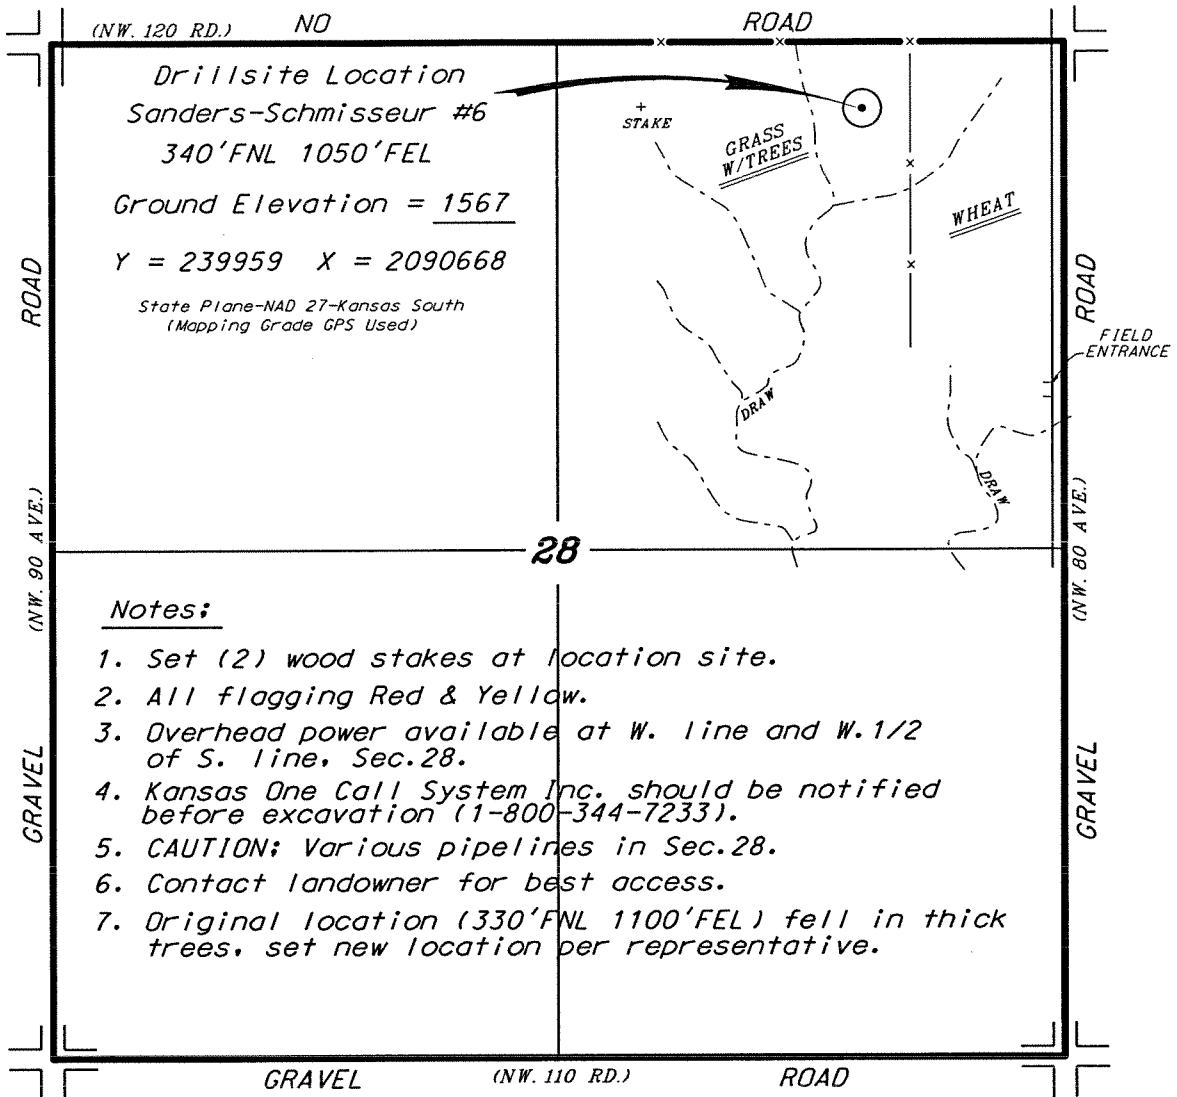 (NW. 120 RD.) NO ROAD
Drillsite Location
Sanders-Schmisseur #6
340'FNL 1050'FEL
Ground Elevation = 1567
Y = 239959 X = 2090668
State Plane-NAD 27-Kansas South
(Mapping Grade GPS Used)
+
STAKE
GRASS
W/TREES
WHEAT
ROAD
ROAD
FIELD
ENTRANCE
DRAW
DRAW
(NW. 90 AVE.)
(NW. 80 AVE.)
28
Notes:
1. Set (2) wood stakes at location site.
2. All flagging Red & Yellow.
3. Overhead power available at W. line and W.1/2
of S. line, Sec.28.
4. Kansas One Call System Inc. should be notified
before excavation (1-800-344-7233).
5. CAUTION: Various pipelines in Sec.28.
6. Contact landowner for best access.
7. Original location (330'FNL 1100'FEL) fell in thick
trees, set new location per representative.
GRAVEL
GRAVEL
GRAVEL (NW. 110 RD.) ROAD